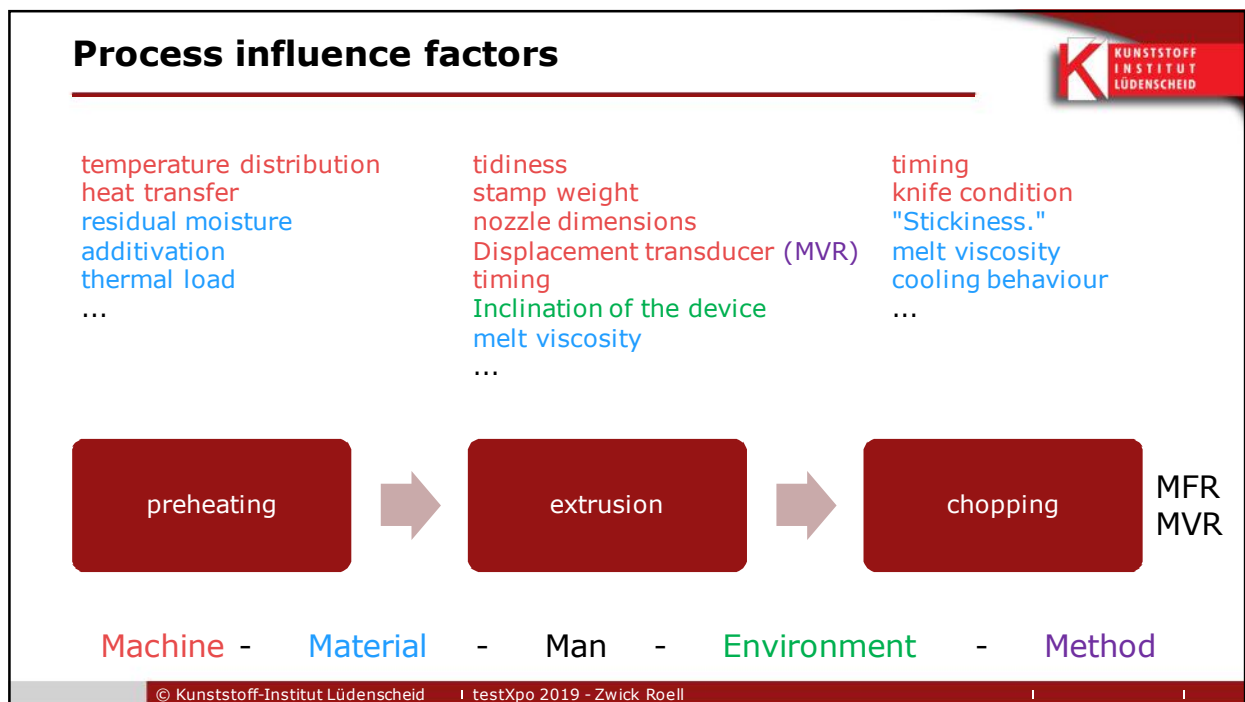 Process influence factors
KUNSTSTOFF
INSTITUT
LÜDENSCHEID
temperature distribution
heat transfer
residual moisture
additivation
thermal load
...
tidiness
stamp weight
nozzle dimensions
Displacement transducer (MVR)
timing
Inclination of the device
melt viscosity
...
timing
knife condition
"Stickiness."
melt viscosity
cooling behaviour
...
preheating
extrusion
chopping
MFR
MVR
Machine - Material - Man - Environment - Method
© Kunststoff-Institut Lüdenscheid I testXpo 2019 - Zwick Roell I I